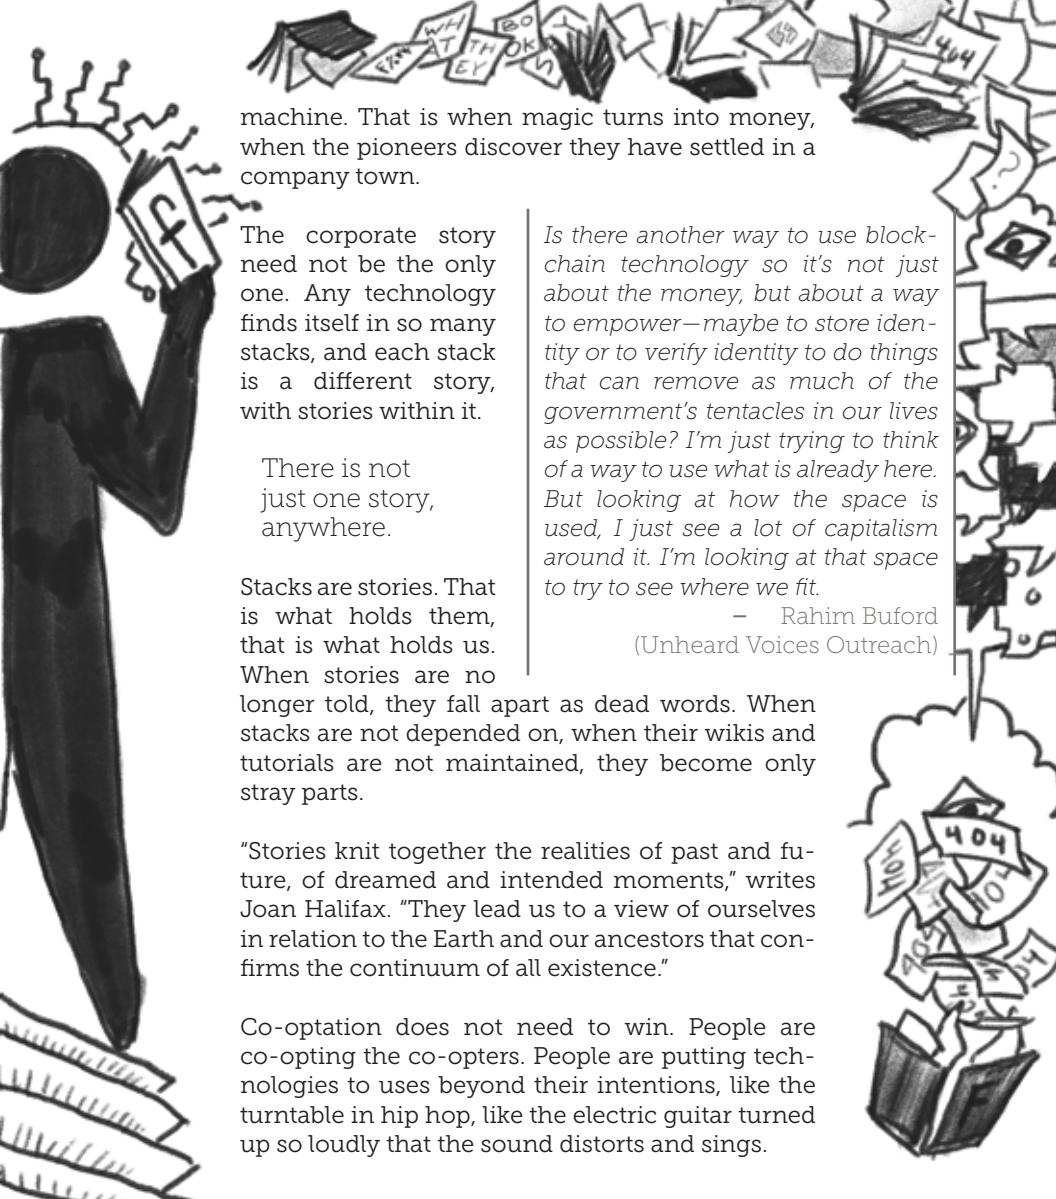 WH
AT
TH
EY
BO
OK
S
404
404
?
f
machine. That is when magic turns into money,
when the pioneers discover they have settled in a
company town.
The corporate story
need not be the only
one. Any technology
finds itself in so many
stacks, and each stack
is a different story,
with stories within it.
There is not
just one story,
anywhere.
Stacks are stories. That
is what holds them,
that is what holds us.
When stories are no
longer told, they fall apart as dead words. When
stacks are not depended on, when their wikis and
tutorials are not maintained, they become only
stray parts.
Is there another way to use block-
chain technology so it's not just
about the money, but about a way
to empower—maybe to store iden-
tity or to verify identity to do things
that can remove as much of the
government's tentacles in our lives
as possible? I'm just trying to think
of a way to use what is already here.
But looking at how the space is
used, I just see a lot of capitalism
around it. I'm looking at that space
to try to see where we fit.
– Rahim Buford
(Unheard Voices Outreach)
“Stories knit together the realities of past and fu-
ture, of dreamed and intended moments,” writes
Joan Halifax. “They lead us to a view of ourselves
in relation to the Earth and our ancestors that con-
firms the continuum of all existence.”
Co-optation does not need to win. People are
co-opting the co-opters. People are putting tech-
nologies to uses beyond their intentions, like the
turntable in hip hop, like the electric guitar turned
up so loudly that the sound distorts and sings.
404
404
404
404
F